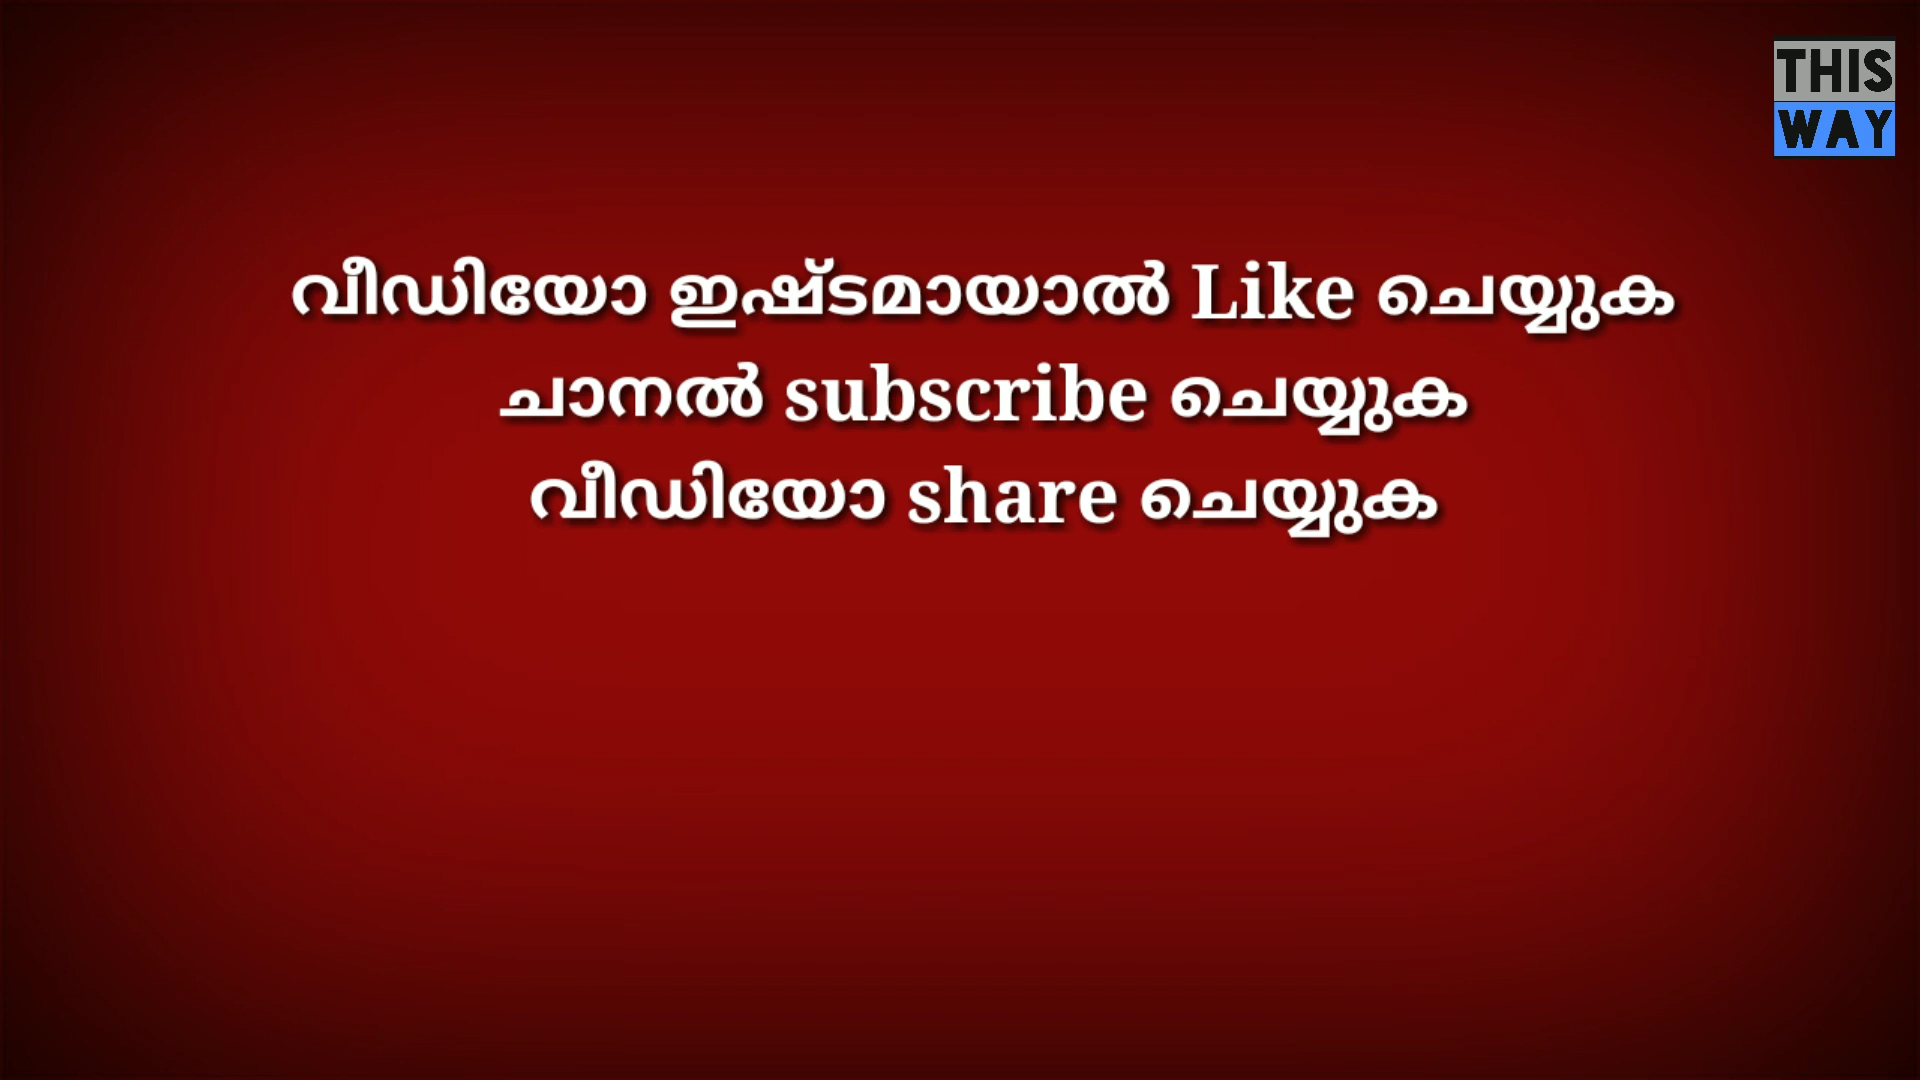 THIS
WAY
വീഡിയോ ഇഷ്ടമായാൽ Like ചെയ്യുക
ചാനൽ subscribe ചെയ്യുക
വീഡിയോ share ചെയ്യുക